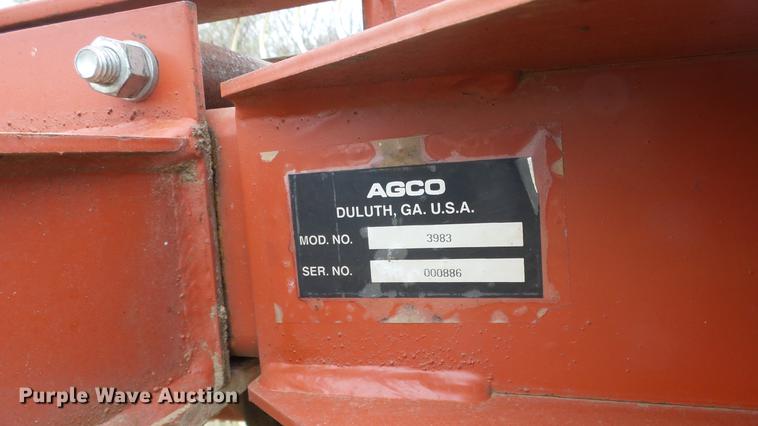 AGCO
DULUTH, GA. U.S.A.
MOD. NO. 3983
SER. NO. 000886
Purple Wave Auction